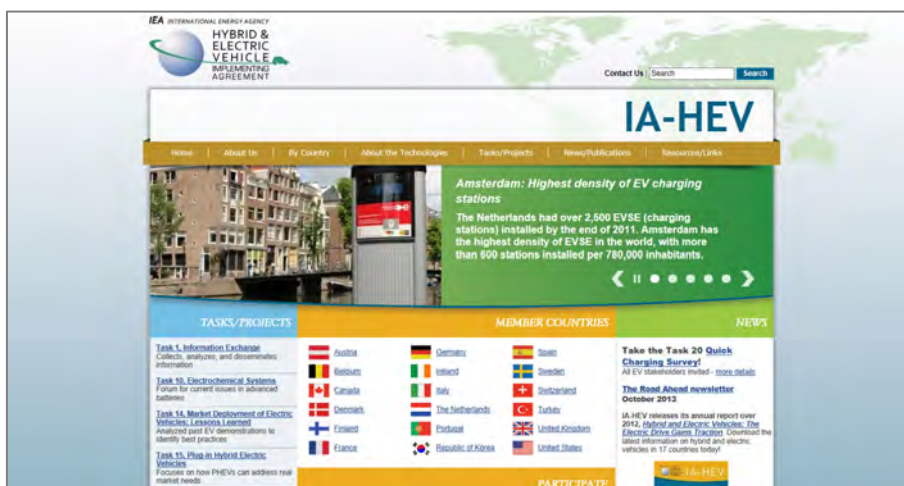 IEA INTERNATIONAL ENERGY AGENCY
HYBRID &
ELECTRIC
VEHICLE
IMPLEMENTING
AGREEMENT
Contact Us | Search Search
IA-HEV
Home | About Us | By Country | About the Technologies | Tasks/Projects | News/Publications | Resources/Links
Amsterdam: Highest density of EV charging
stations
The Netherlands had over 2,500 EVSE (charging
stations) installed by the end of 2011. Amsterdam has
the highest density of EVSE in the world, with more
than 600 stations installed per 780,000 inhabitants.
TASKS/PROJECTS
Task 1, Information Exchange
Collects, analyzes, and disseminates
information
Task 10, Electrochemical Systems
Forum for current issues in advanced
batteries
Task 14, Market Deployment of Electric
Vehicles: Lessons Learned
Analyzed past EV demonstrations to
identify best practices
Task 15, Plug-in Hybrid Electric
Vehicles
Focuses on how PHEVs can address real
market needs
MEMBER COUNTRIES
Austria
Belgium
Canada
Denmark
Finland
France
Germany
Ireland
Italy
The Netherlands
Portugal
Republic of Korea
Spain
Sweden
Switzerland
Turkey
United Kingdom
United States
PARTICIPATE
NEWS
Take the Task 20 Quick
Charging Survey!
All EV stakeholders invited - more details
The Road Ahead newsletter
October 2013
IA-HEV releases its annual report over
2012, Hybrid and Electric Vehicles: The
Electric Drive Gains Traction. Download the
latest information on hybrid and electric
vehicles in 17 countries today!
IA-HEV